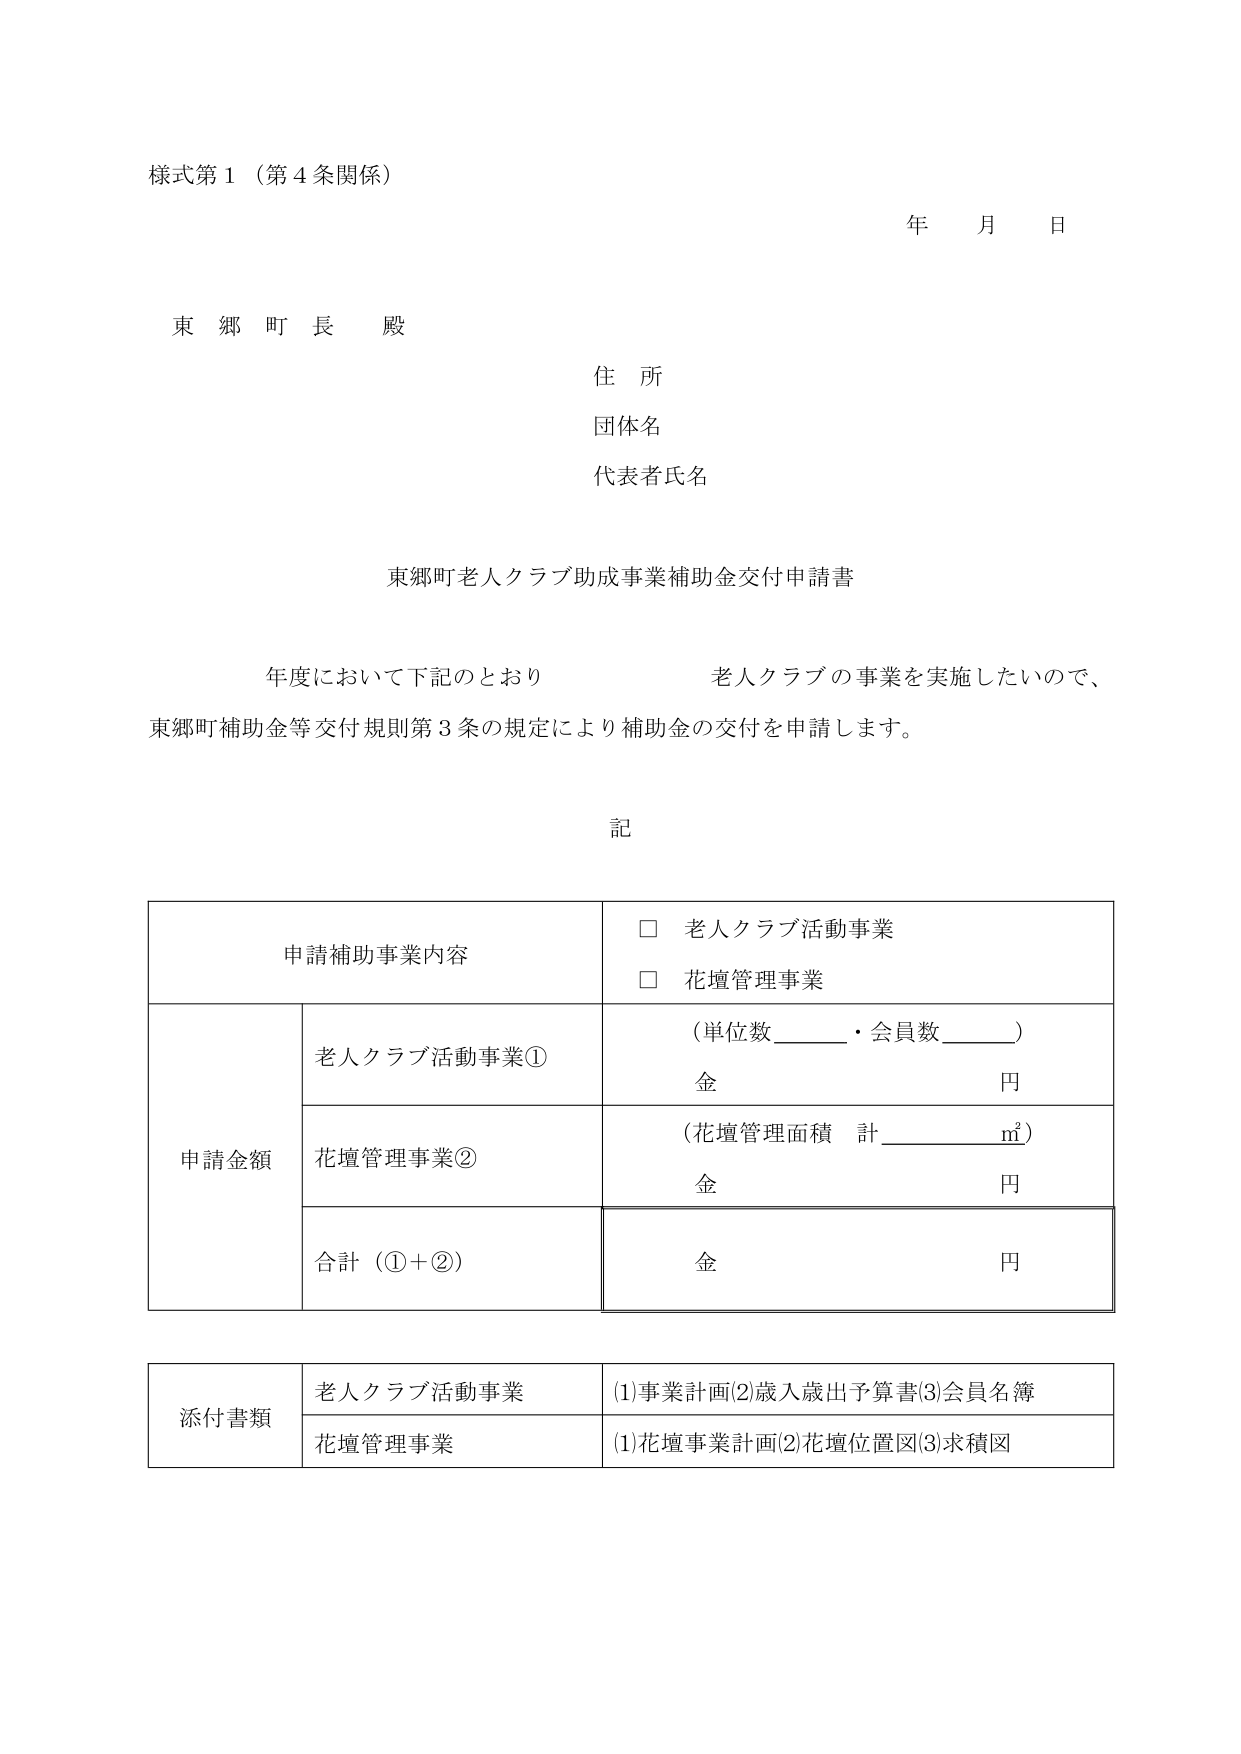 様式第１（第４条関係）
年　　月　　日
東　郷　町　長　　殿
住　所
団体名
代表者氏名
東郷町老人クラブ助成事業補助金交付申請書
年度において下記のとおり　　　　　　　老人クラブの事業を実施したいので、
東郷町補助金等交付規則第３条の規定により補助金の交付を申請します。
記
申請補助事業内容
□　老人クラブ活動事業
□　花壇管理事業
申請金額
老人クラブ活動事業①
（単位数______・会員数______）
金　　　　　　　　　　　　円
花壇管理事業②
（花壇管理面積　計__________㎡）
金　　　　　　　　　　　　円
合計（①＋②）
金　　　　　　　　　　　　円
添付書類
老人クラブ活動事業
⑴事業計画⑵歳入歳出予算書⑶会員名簿
花壇管理事業
⑴花壇事業計画⑵花壇位置図⑶求積図